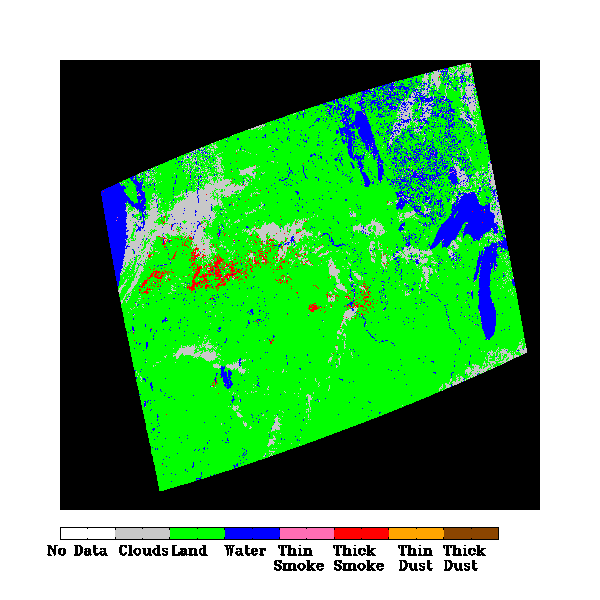 No Data Clouds Land Water Thin Thick Thin Thick
Smoke Smoke Dust Dust